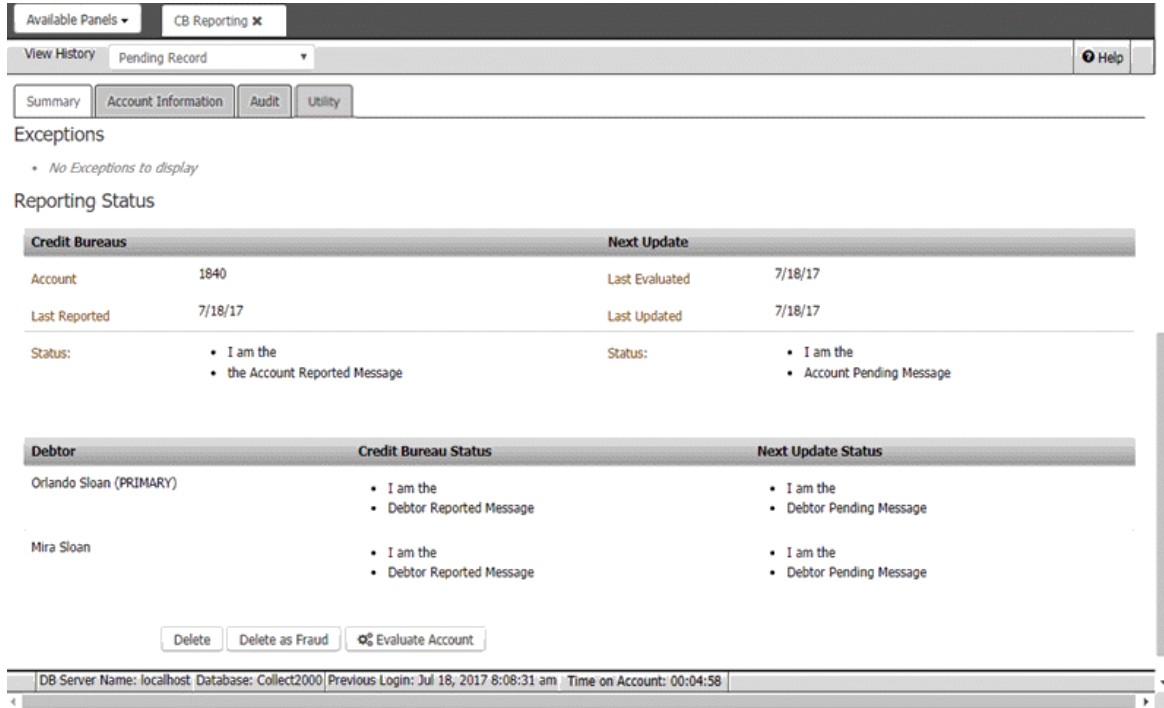 Available Panels CB Reporting ✖
View History Pending Record Help
Summary Account Information Audit Utility
Exceptions
• No Exceptions to display
Reporting Status
Credit Bureaus Next Update
Account 1840 Last Evaluated 7/18/17
Last Reported 7/18/17 Last Updated 7/18/17
Status: • I am the Status: • I am the
• the Account Reported Message • Account Pending Message
Debtor Credit Bureau Status Next Update Status
Orlando Sloan (PRIMARY) • I am the • I am the
• Debtor Reported Message • Debtor Pending Message
Mira Sloan • I am the • I am the
• Debtor Reported Message • Debtor Pending Message
Delete Delete as Fraud Evaluate Account
DB Server Name: localhost Database: Collect2000 Previous Login: Jul 18, 2017 8:08:31 am Time on Account: 00:04:58